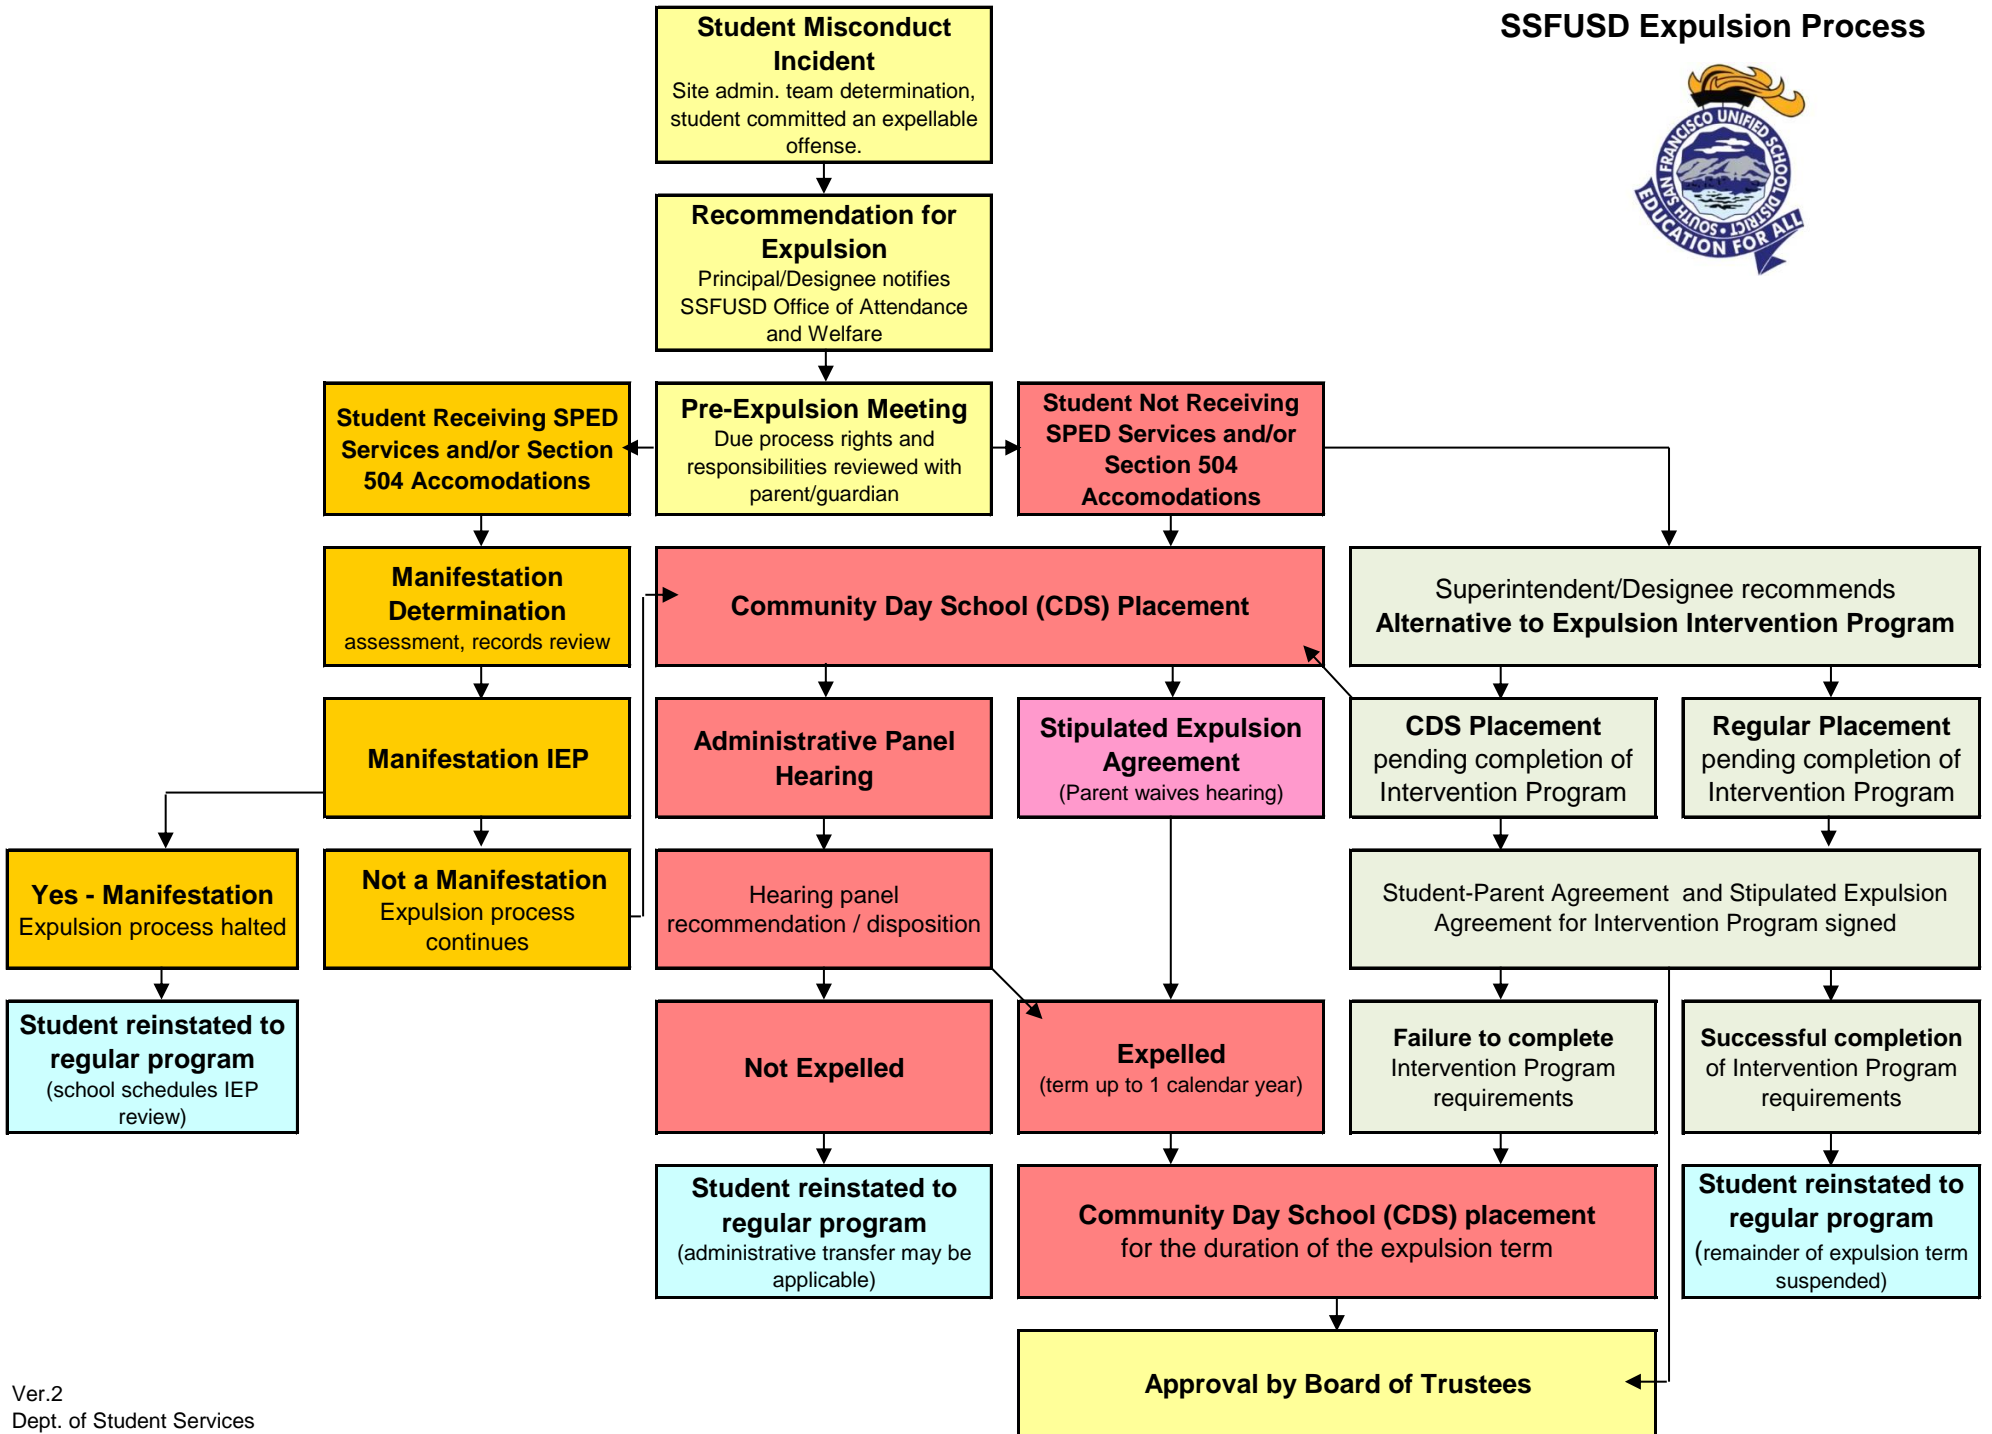 SSFUSD Expulsion Process
SOUTH SAN FRANCISCO UNIFIED SCHOOL DISTRICT
EDUCATION FOR ALL
Student Misconduct
Incident
Site admin. team determination,
student committed an expellable
offense.
Recommendation for
Expulsion
Principal/Designee notifies
SSFUSD Office of Attendance
and Welfare
Student Receiving SPED
Services and/or Section
504 Accomodations
Pre-Expulsion Meeting
Due process rights and
responsibilities reviewed with
parent/guardian
Student Not Receiving
SPED Services and/or
Section 504
Accomodations
Manifestation
Determination
assessment, records review
Community Day School (CDS) Placement
Superintendent/Designee recommends
Alternative to Expulsion Intervention Program
Manifestation IEP
Administrative Panel
Hearing
Stipulated Expulsion
Agreement
(Parent waives hearing)
CDS Placement
pending completion of
Intervention Program
Regular Placement
pending completion of
Intervention Program
Yes - Manifestation
Expulsion process halted
Not a Manifestation
Expulsion process
continues
Hearing panel
recommendation / disposition
Student-Parent Agreement  and Stipulated Expulsion
Agreement for Intervention Program signed
Student reinstated to
regular program
(school schedules IEP
review)
Not Expelled
Expelled
(term up to 1 calendar year)
Failure to complete
Intervention Program
requirements
Successful completion
of Intervention Program
requirements
Student reinstated to
regular program
(administrative transfer may be
applicable)
Community Day School (CDS) placement
for the duration of the expulsion term
Student reinstated to
regular program
(remainder of expulsion term
suspended)
Approval by Board of Trustees
Ver.2
Dept. of Student Services